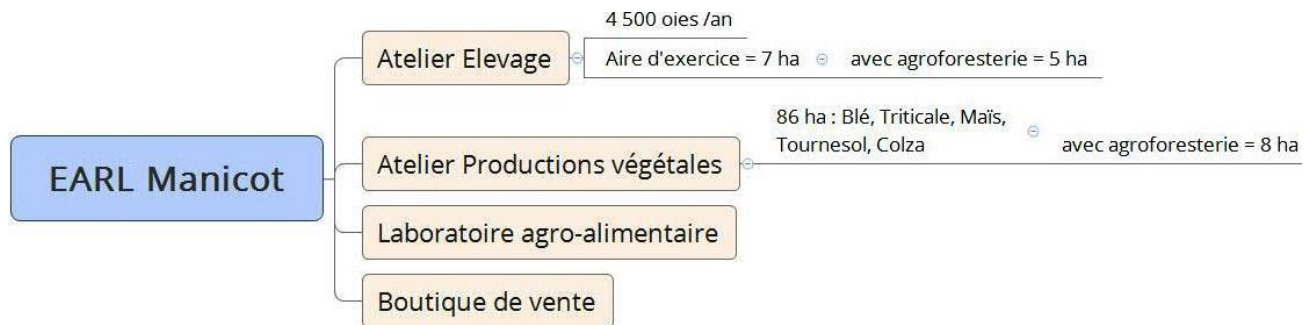 4 500 oies /an
Atelier Elevage
Aire d'exercice = 7 ha
avec agroforesterie = 5 ha
EARL Manicot
86 ha : Blé, Triticale, Maïs,
Tournesol, Colza
avec agroforesterie = 8 ha
Atelier Productions végétales
Laboratoire agro-alimentaire
Boutique de vente